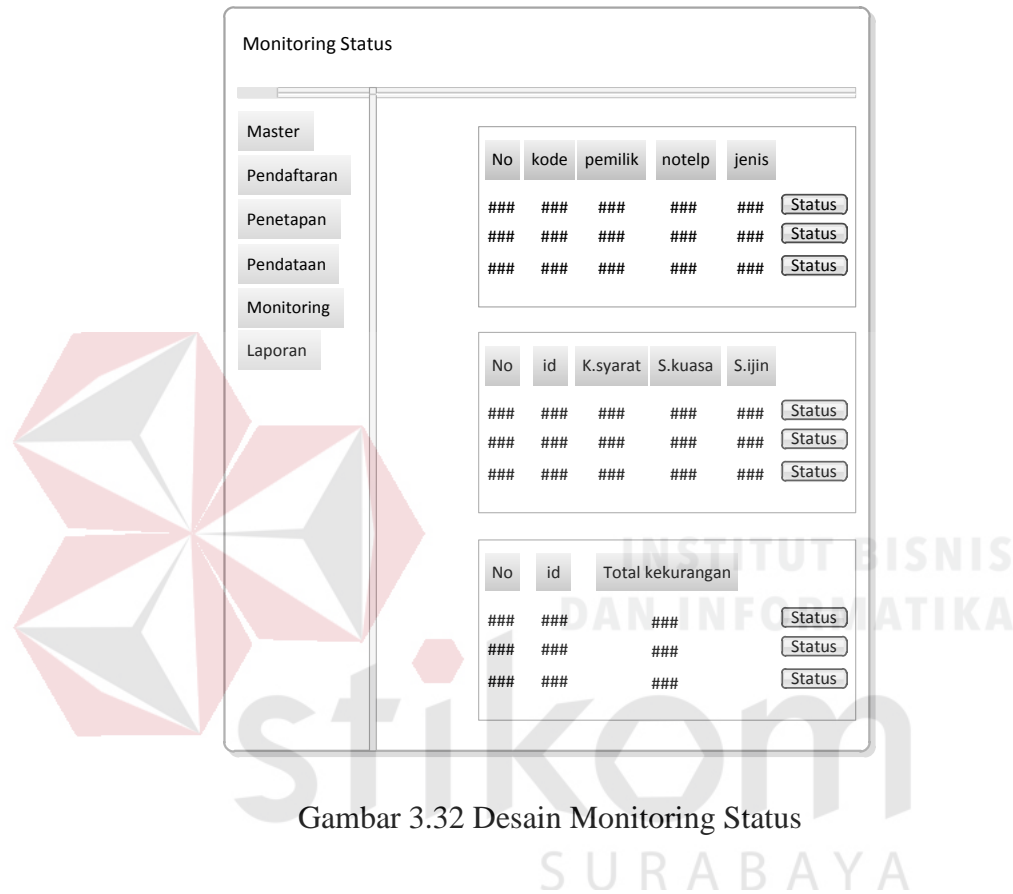 Monitoring Status
Master
Pendaftaran
Penetapan
Pendataan
Monitoring
Laporan
No kode pemilik notelp jenis
### ### ### ### ### Status
### ### ### ### ### Status
### ### ### ### ### Status
No id K.syarat S.kuasa S.ijin
### ### ### ### ### Status
### ### ### ### ### Status
### ### ### ### ### Status
No id Total kekurangan
### ### ### Status
### ### ### Status
### ### ### Status
INSTITUT BISNIS
DAN INFORMATIKA
stikom
SURABAYA
Gambar 3.32 Desain Monitoring Status